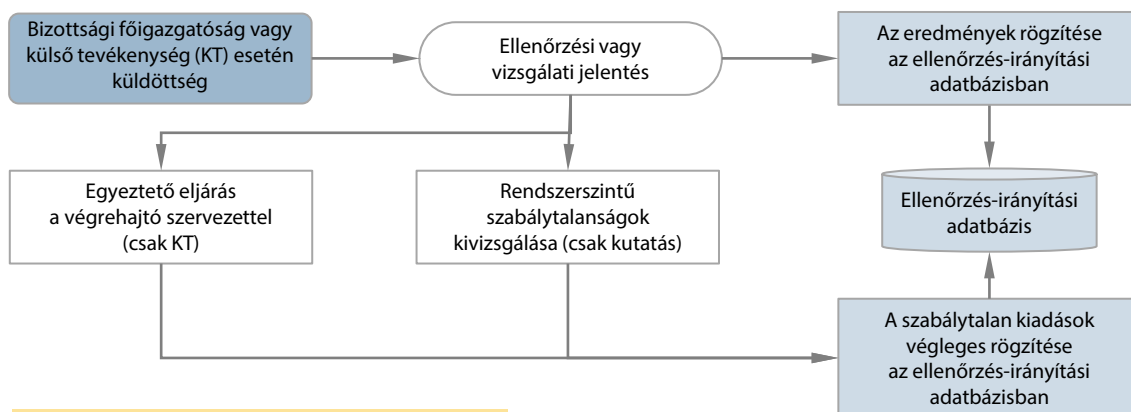 Bizottsági főigazgatóság vagy
külső tevékenység (KT) esetén
küldöttség
Ellenőrzési vagy
vizsgálati jelentés
Az eredmények rögzítése
az ellenőrzés-irányítási
adatbázisban
Egyeztető eljárás
a végrehajtó szervezettel
(csak KT)
Rendszerszintű
szabálytalanságok
kivizsgálása (csak kutatás)
Ellenőrzés-irányítási
adatbázis
A szabálytalan kiadások
végleges rögzítése
az ellenőrzés-irányítási
adatbázisban